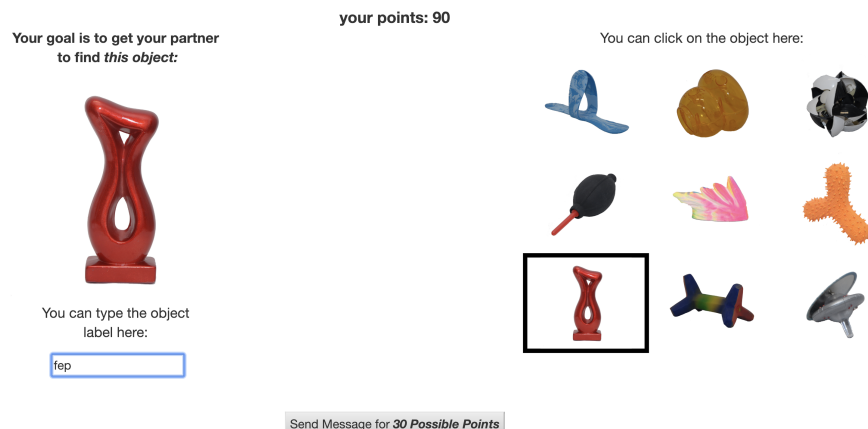 your points: 90
Your goal is to get your partner
to find this object:
You can click on the object here:
You can type the object
label here:
fep
Send Message for 30 Possible Points